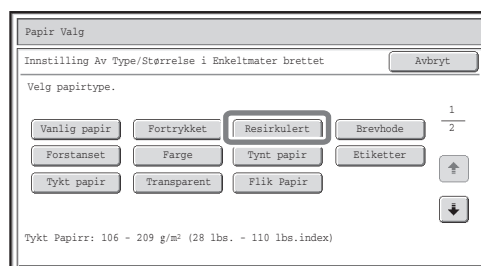 Papir Valg
Innstilling Av Type/Størrelse i Enkeltmater brettet Avbryt
Velg papirtype.
1
Vanlig papir Fortrykket Resirkulert Brevhode 2
Forstanset Farge Tynt papir Etiketter
Tykt papir Transparent Flik Papir
Tykt Papirr: 106 - 209 g/m² (28 lbs. - 110 lbs.index)